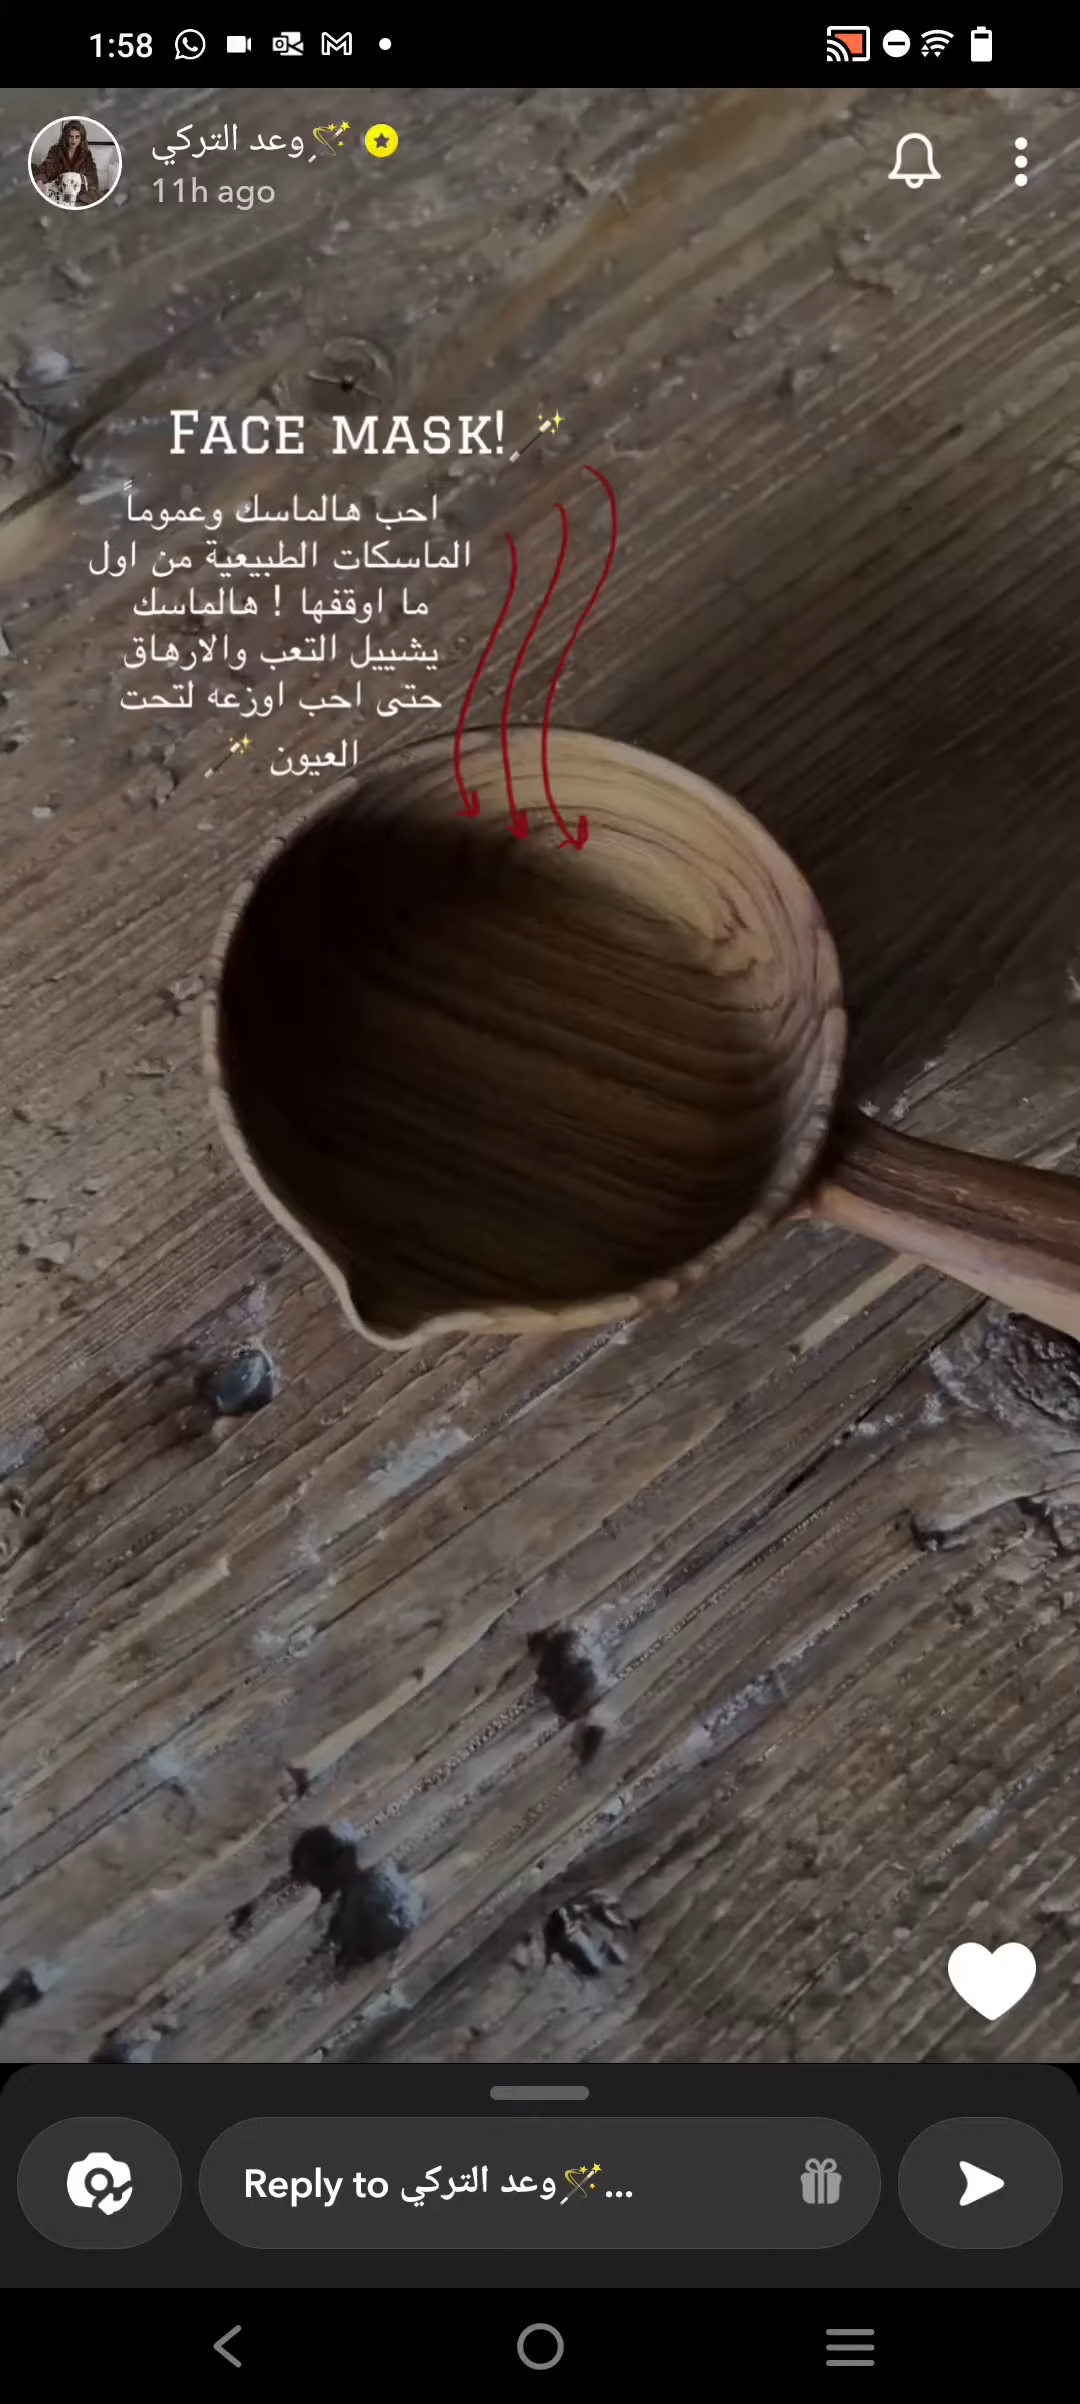 1:58
وعد التركي
11h ago
FACE MASK!
احب هالماسك وعموماً
الماسكات الطبيعية من اول
ما اوقفها ! هالماسك
يشييل التعب والارهاق
حتى احب اوزعه لتحت
العيون
Reply to وعد التركي...